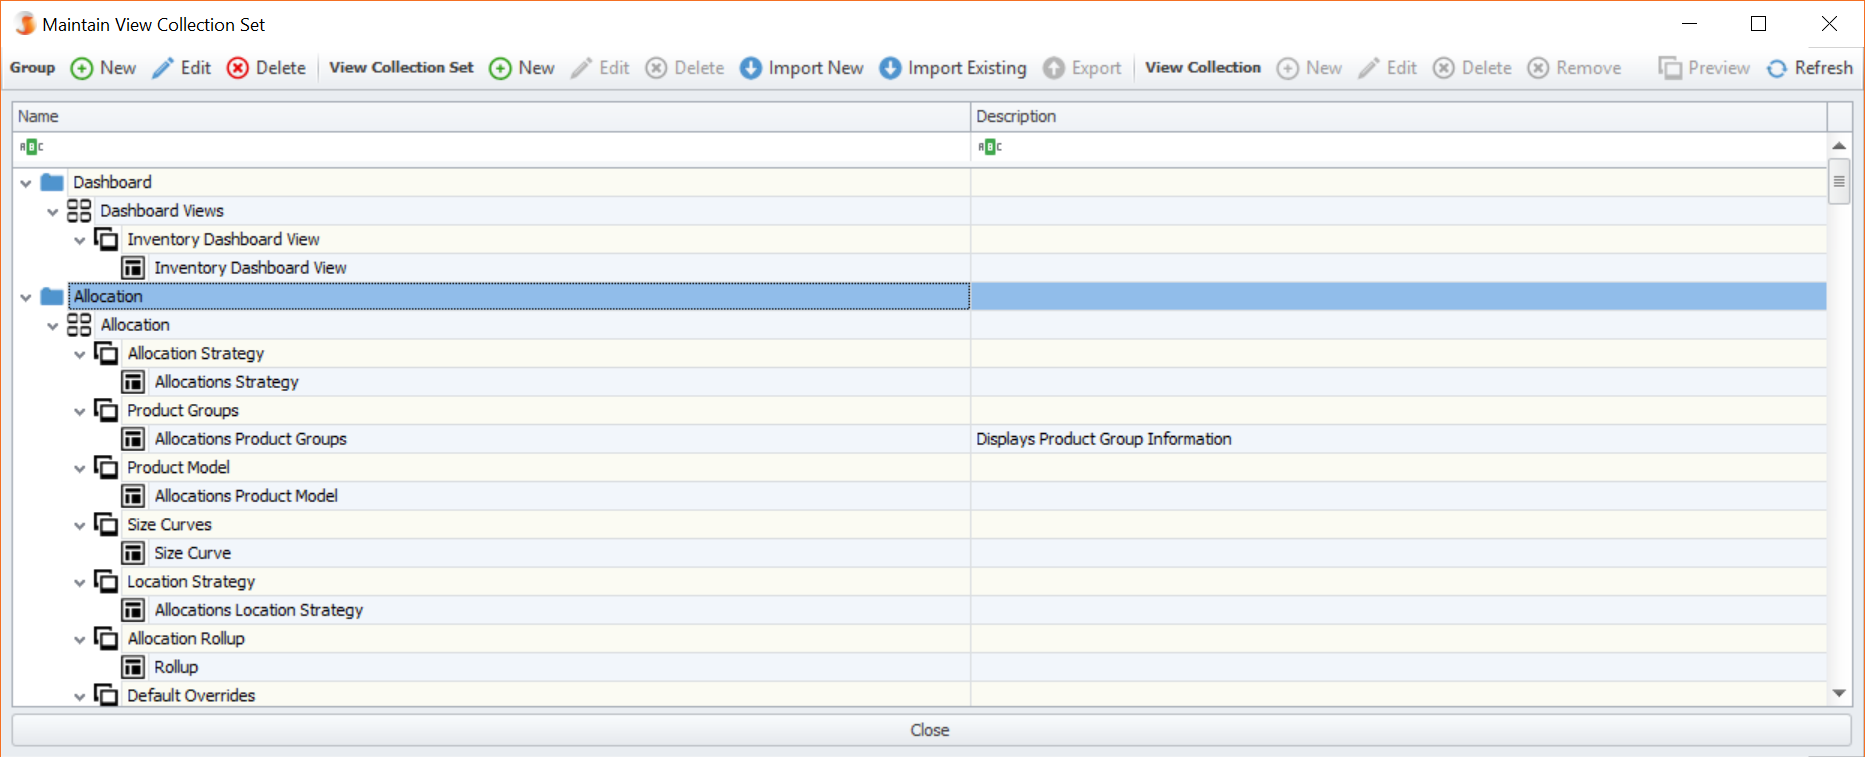 Maintain View Collection Set
Group New Edit Delete View Collection Set New Edit Delete Import New Import Existing Export View Collection New Edit Delete Remove Preview Refresh
Name Description
ABC ABC
Dashboard
Dashboard Views
Inventory Dashboard View
Inventory Dashboard View
Allocation
Allocation
Allocation Strategy
Allocations Strategy
Product Groups
Allocations Product Groups Displays Product Group Information
Product Model
Allocations Product Model
Size Curves
Size Curve
Location Strategy
Allocations Location Strategy
Allocation Rollup
Rollup
Default Overrides
Close